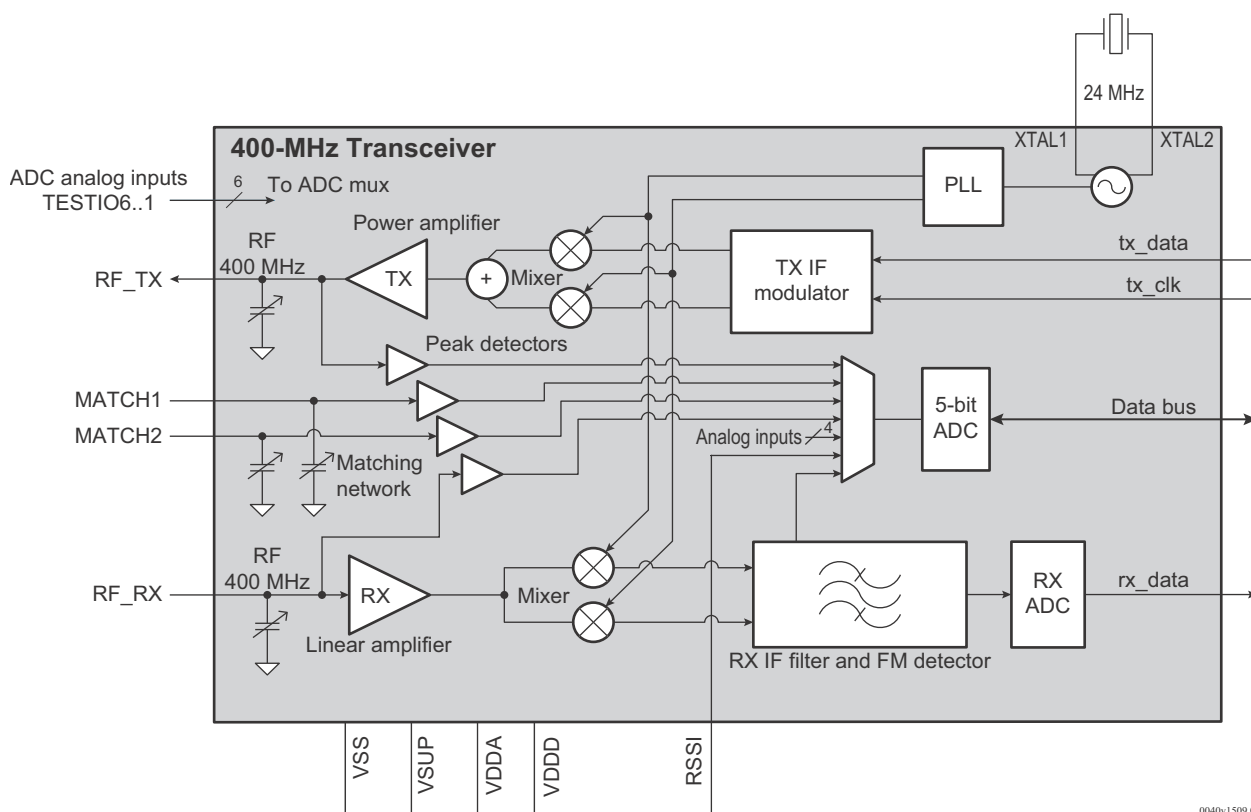 24 MHz
XTAL1
XTAL2
400-MHz Transceiver
ADC analog inputs
TESTIO6..1
6
To ADC mux
PLL
Power amplifier
RF
400 MHz
RF_TX
TX
+
Mixer
TX IF
modulator
tx_data
tx_clk
Peak detectors
MATCH1
MATCH2
Matching
network
Analog inputs
4
5-bit
ADC
Data bus
RF
400 MHz
RF_RX
RX
Linear amplifier
Mixer
RX IF filter and FM detector
RX
ADC
rx_data
VSS
VSUP
VDDA
VDDD
RSSI